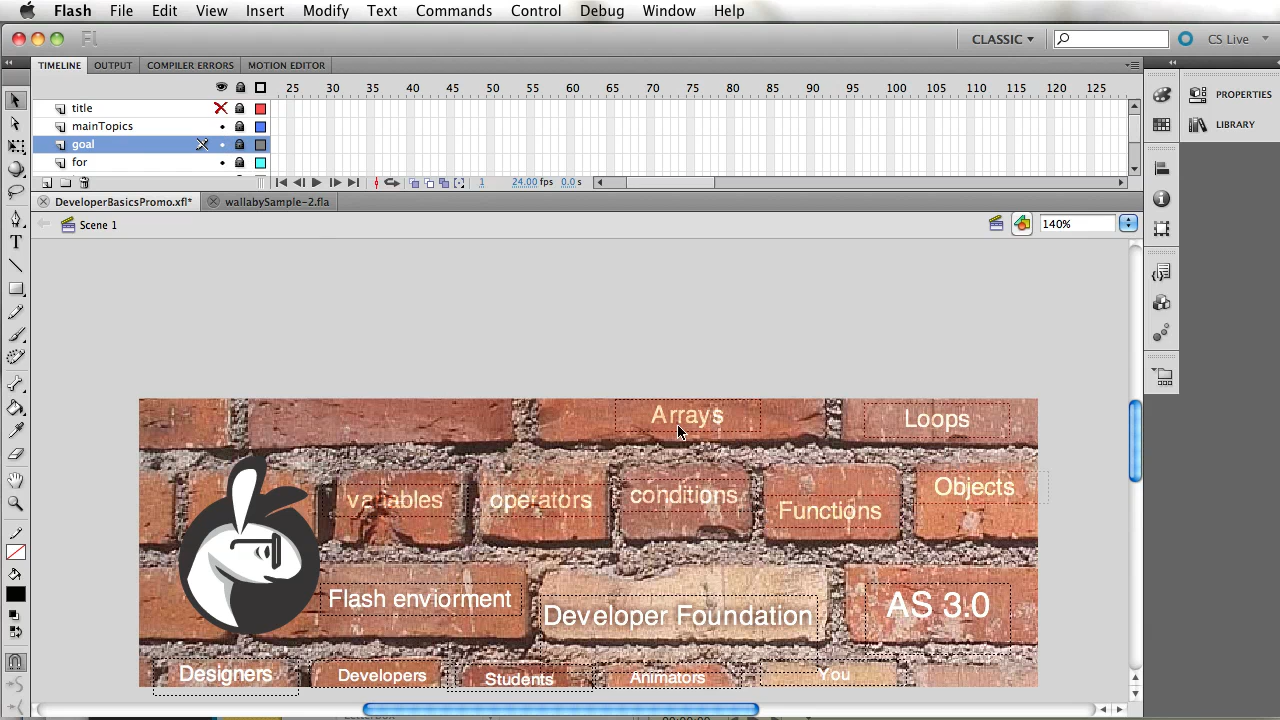 Flash File Edit View Insert Modify Text Commands Control Debug Window Help
Fl CLASSIC CS Live
TIMELINE OUTPUT COMPILER ERRORS MOTION EDITOR
25 30 35 40 45 50 55 60 65 70 75 80 85 90 95 100 105 110 115 120 125
title
mainTopics
goal
for
1 24.00 fps 0.0 s
PROPERTIES
LIBRARY
DeveloperBasicsPromo.xfl* wallabySample-2.fla
Scene 1 140%
Arrays Loops
variables operators conditions Functions Objects
Flash enviorment Developer Foundation AS 3.0
Designers Developers Students Animators You